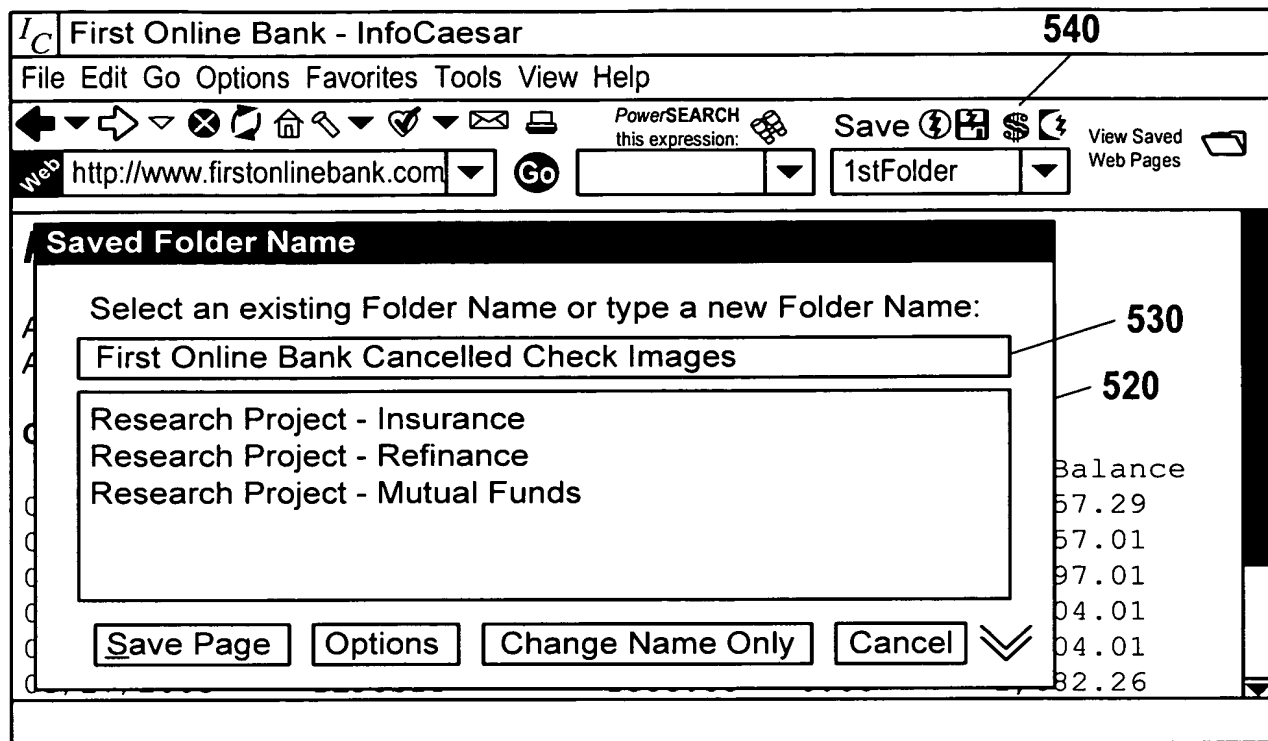 IC First Online Bank - InfoCaesar
540
File Edit Go Options Favorites Tools View Help
PowerSEARCH
this expression:
Save
$
View Saved
Web Pages
Web
http://www.firstonlinebank.com
Go
1stFolder
Saved Folder Name
Select an existing Folder Name or type a new Folder Name:
530
First Online Bank Cancelled Check Images
520
Research Project - Insurance
Research Project - Refinance
Research Project - Mutual Funds
Balance
57.29
57.01
97.01
04.01
04.01
82.26
Save Page
Options
Change Name Only
Cancel